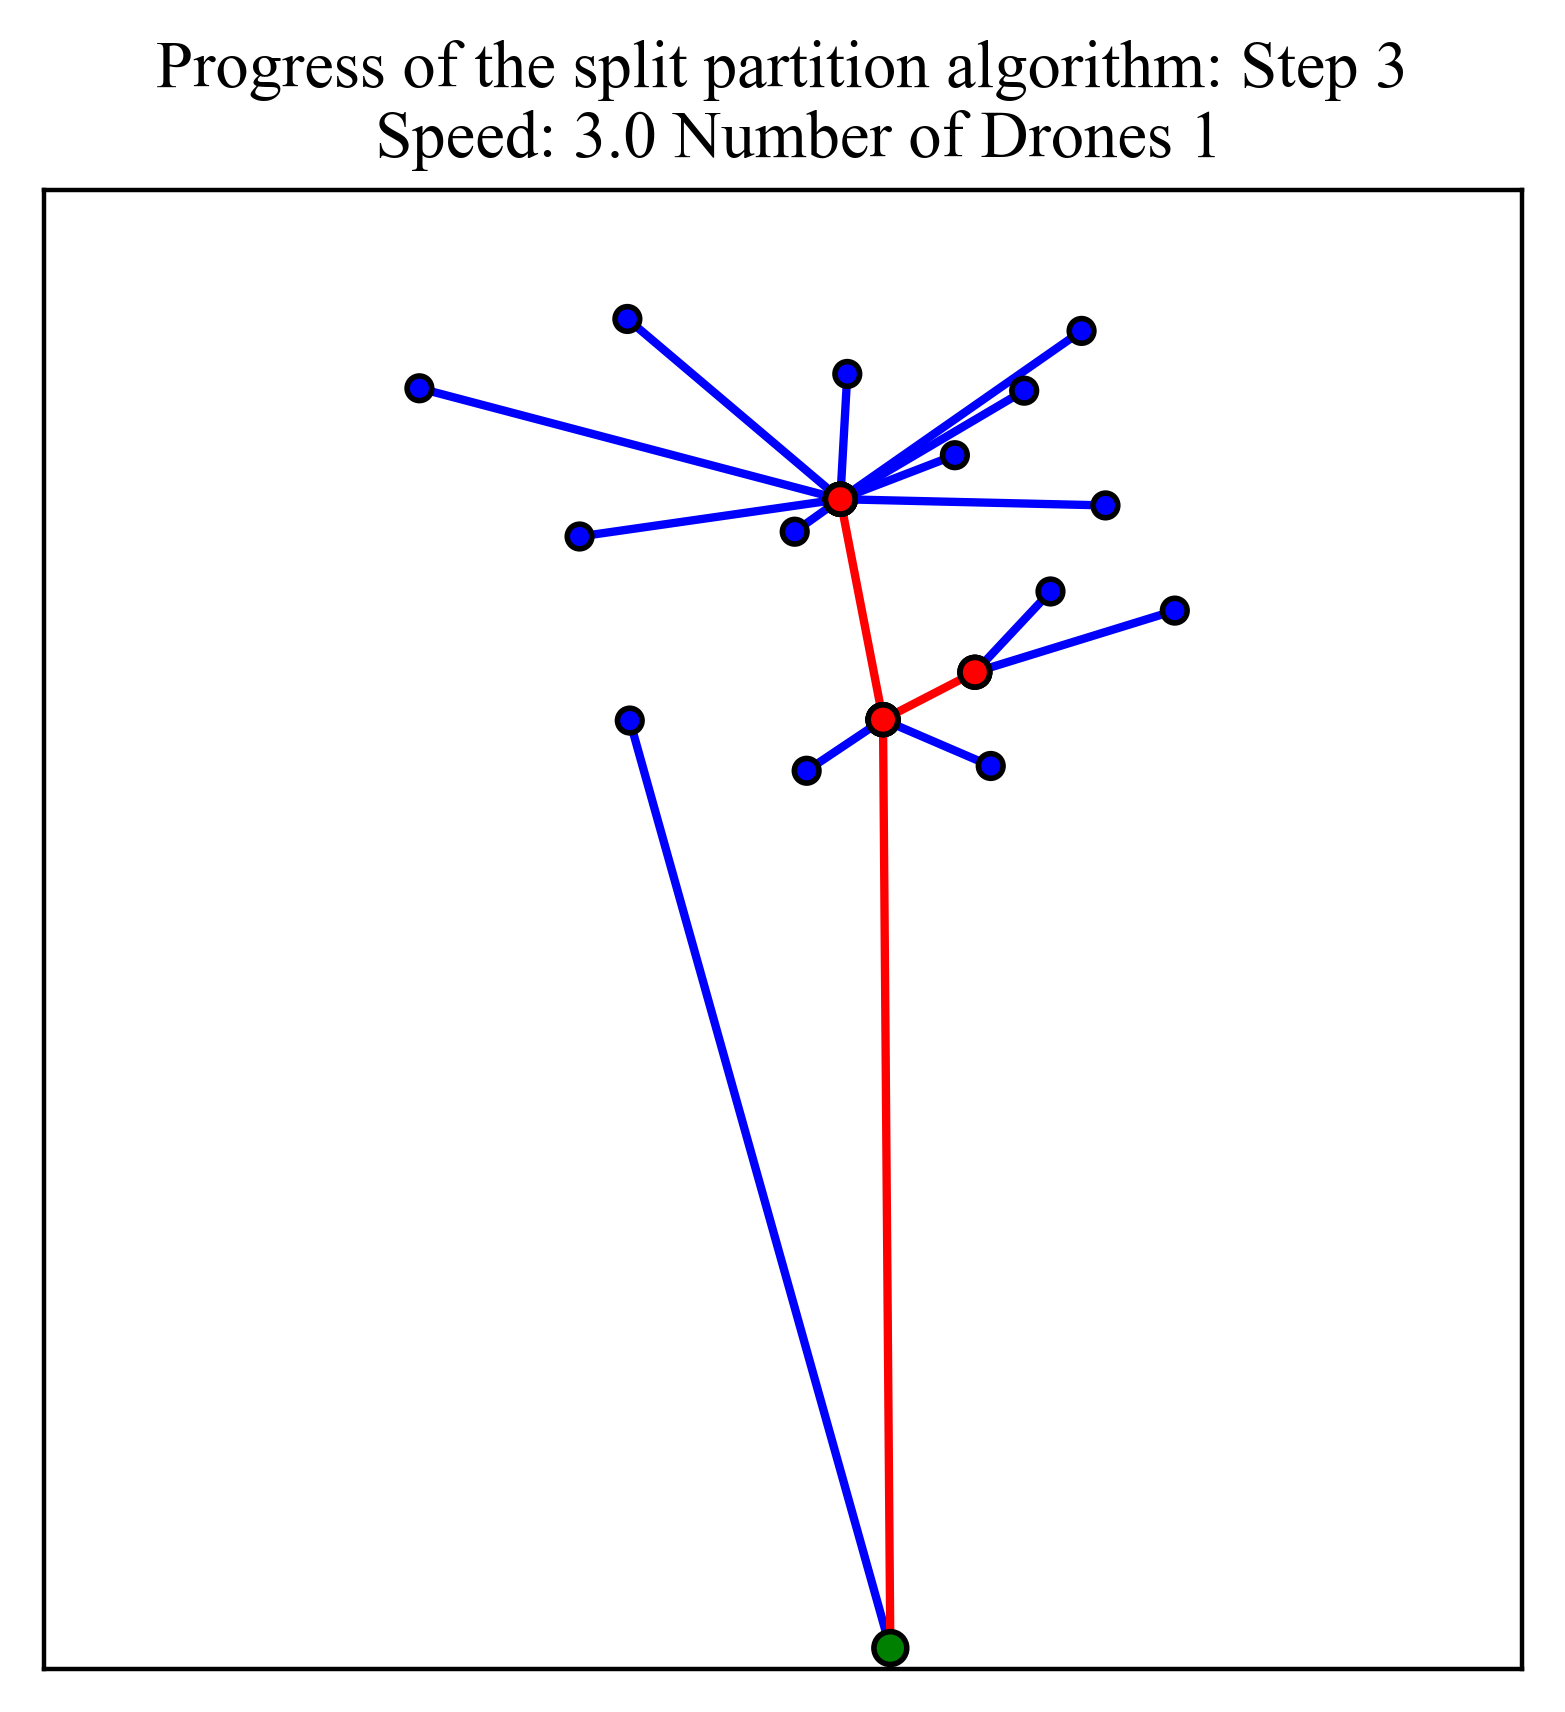 Progress of the split partition algorithm: Step 3
Speed: 3.0 Number of Drones 1